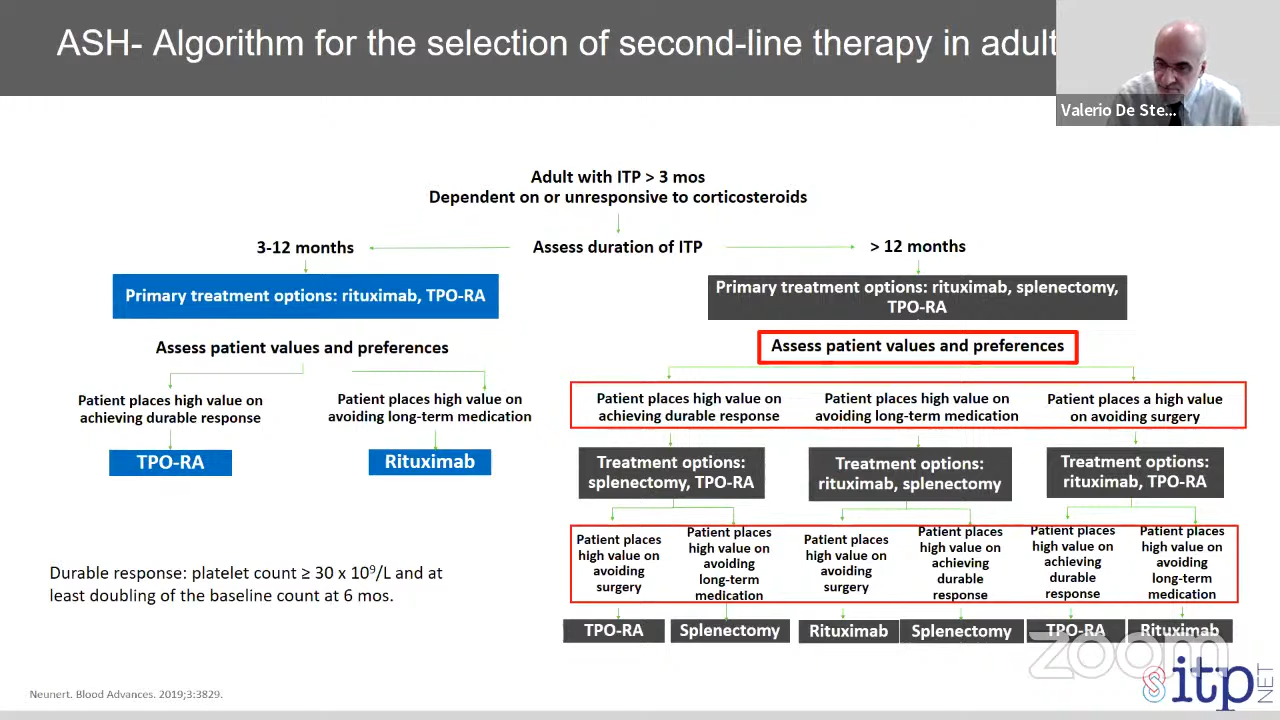 ASH- Algorithm for the selection of second-line therapy in adult
Valerio De Ste...
Adult with ITP > 3 mos
Dependent on or unresponsive to corticosteroids
3-12 months
Assess duration of ITP
> 12 months
Primary treatment options: rituximab, TPO-RA
Primary treatment options: rituximab, splenectomy,
TPO-RA
Assess patient values and preferences
Assess patient values and preferences
Patient places high value on
achieving durable response
Patient places high value on
avoiding long-term medication
Patient places high value on
achieving durable response
Patient places high value on
avoiding long-term medication
Patient places a high value
on avoiding surgery
TPO-RA
Rituximab
Treatment options:
splenectomy, TPO-RA
Treatment options:
rituximab, splenectomy
Treatment options:
rituximab, TPO-RA
Patient places
high value on
avoiding
surgery
Patient places
high value on
avoiding
long-term
medication
Patient places
high value on
avoiding
surgery
Patient places
high value on
achieving
durable
response
Patient places
high value on
achieving
durable
response
Patient places
high value on
avoiding
long-term
medication
Durable response: platelet count ≥ 30 x 10⁹/L and at
least doubling of the baseline count at 6 mos.
TPO-RA
Splenectomy
Rituximab
Splenectomy
TPO-RA
Rituximab
zoom
itp
NET
Neunert. Blood Advances. 2019;3:3829.